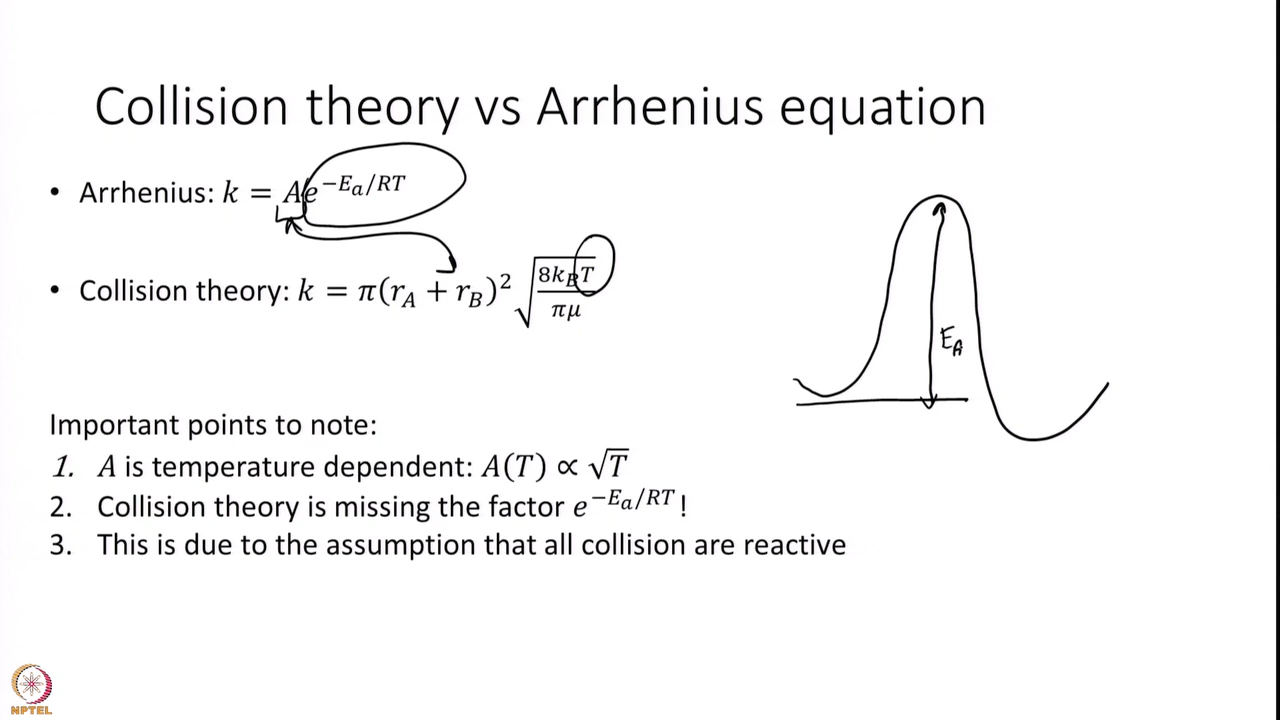 Collision theory vs Arrhenius equation
• Arrhenius: k = Ae^{−E_a/RT}
• Collision theory: k = π(r_A + r_B)² √(8k_BT/πμ)
E_A
Important points to note:
1. A is temperature dependent: A(T) ∝ √T
2. Collision theory is missing the factor e^{−E_a/RT}!
3. This is due to the assumption that all collision are reactive
NPTEL